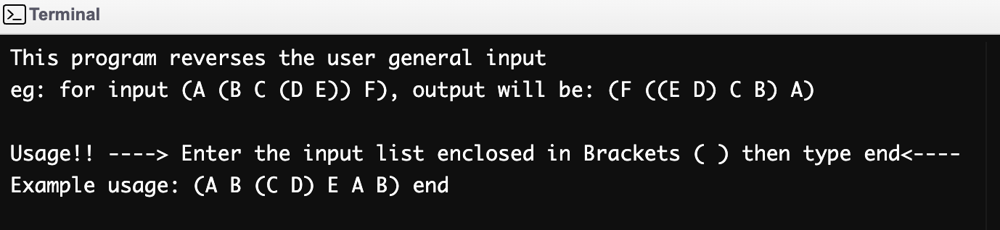 Terminal
This program reverses the user general input
eg: for input (A (B C (D E)) F), output will be: (F ((E D) C B) A)
Usage!! ----> Enter the input list enclosed in Brackets ( ) then type end<----
Example usage: (A B (C D) E A B) end